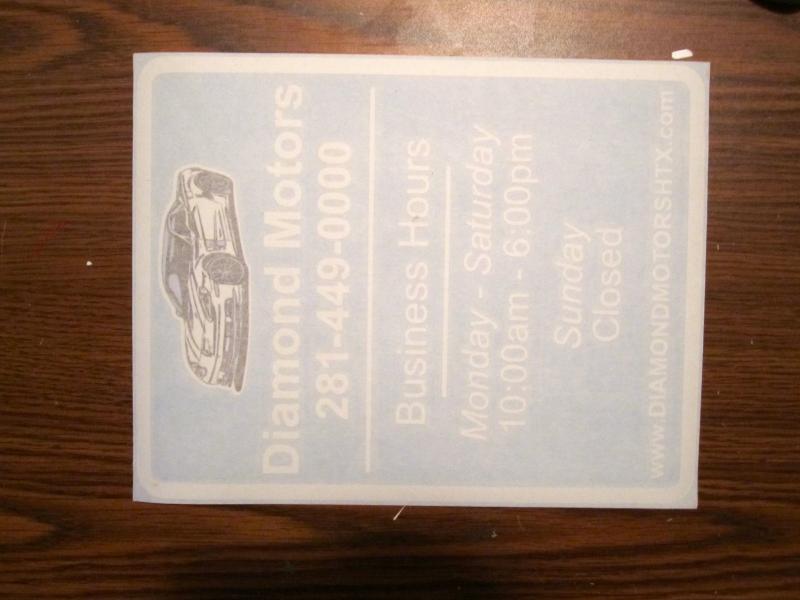 Diamond Motors
281-449-0000
Business Hours
Monday - Saturday
10:00am - 6:00pm
Sunday
Closed
www.DIAMONDMOTORSHTX.com